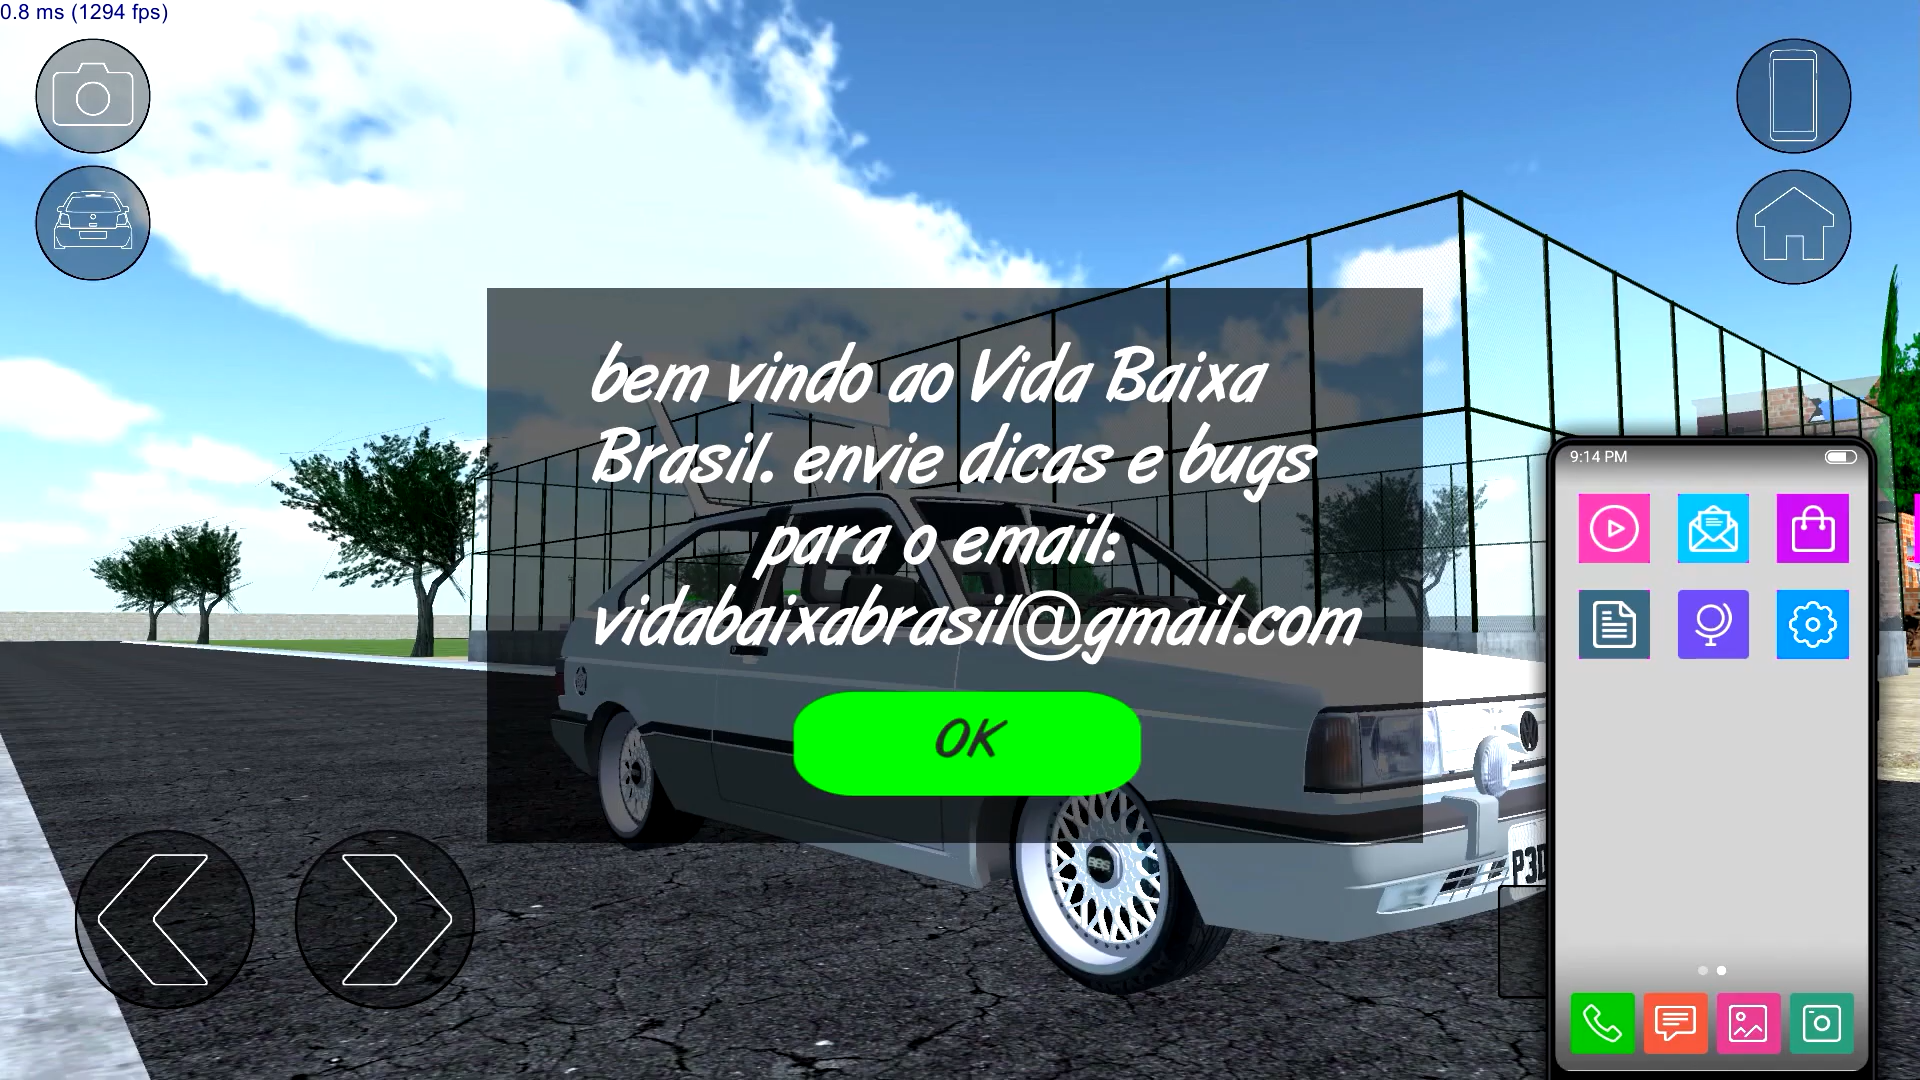 0.8 ms (1294 fps)
bem vindo ao Vida Baixa
Brasil. envie dicas e bugs
para o email:
vidabaixabrasil@gmail.com
OK
9:14 PM
BBS